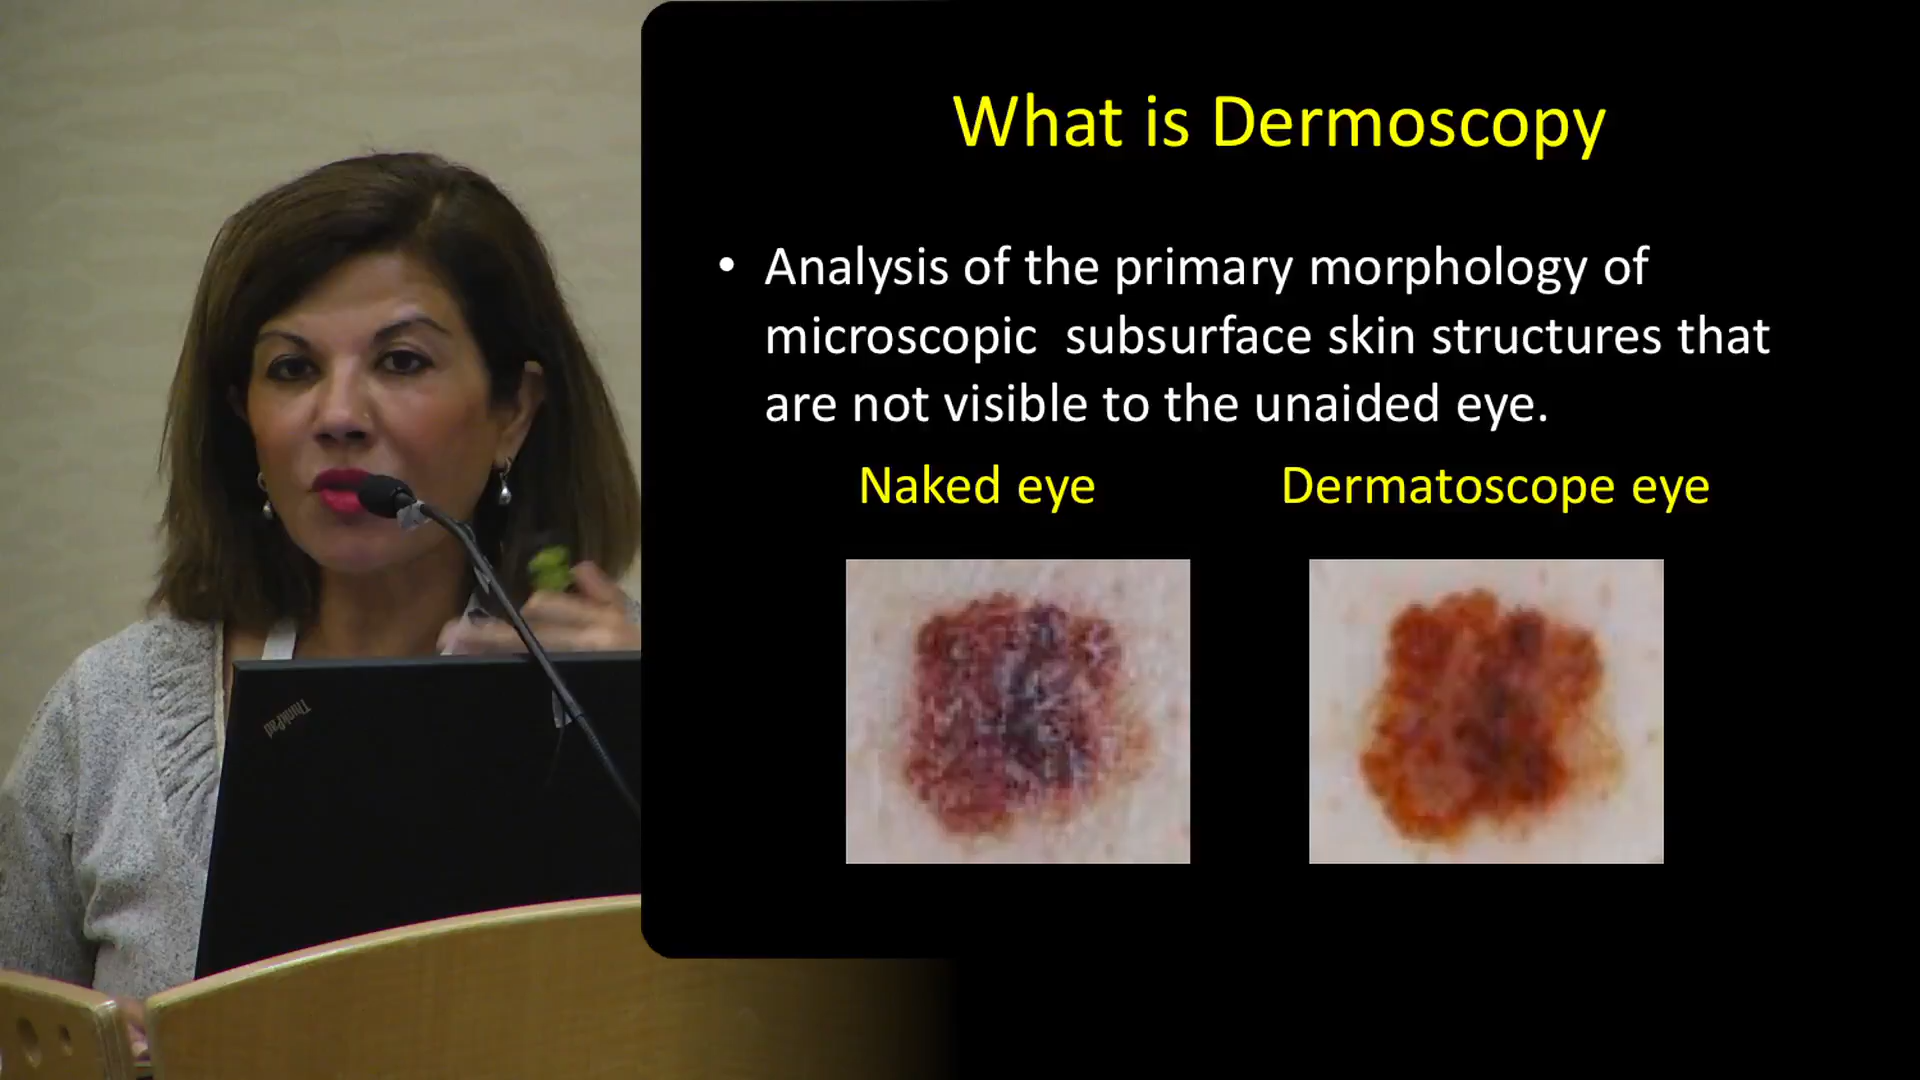 What is Dermoscopy
• Analysis of the primary morphology of
microscopic subsurface skin structures that
are not visible to the unaided eye.
Naked eye
Dermatoscope eye
ThinkPad